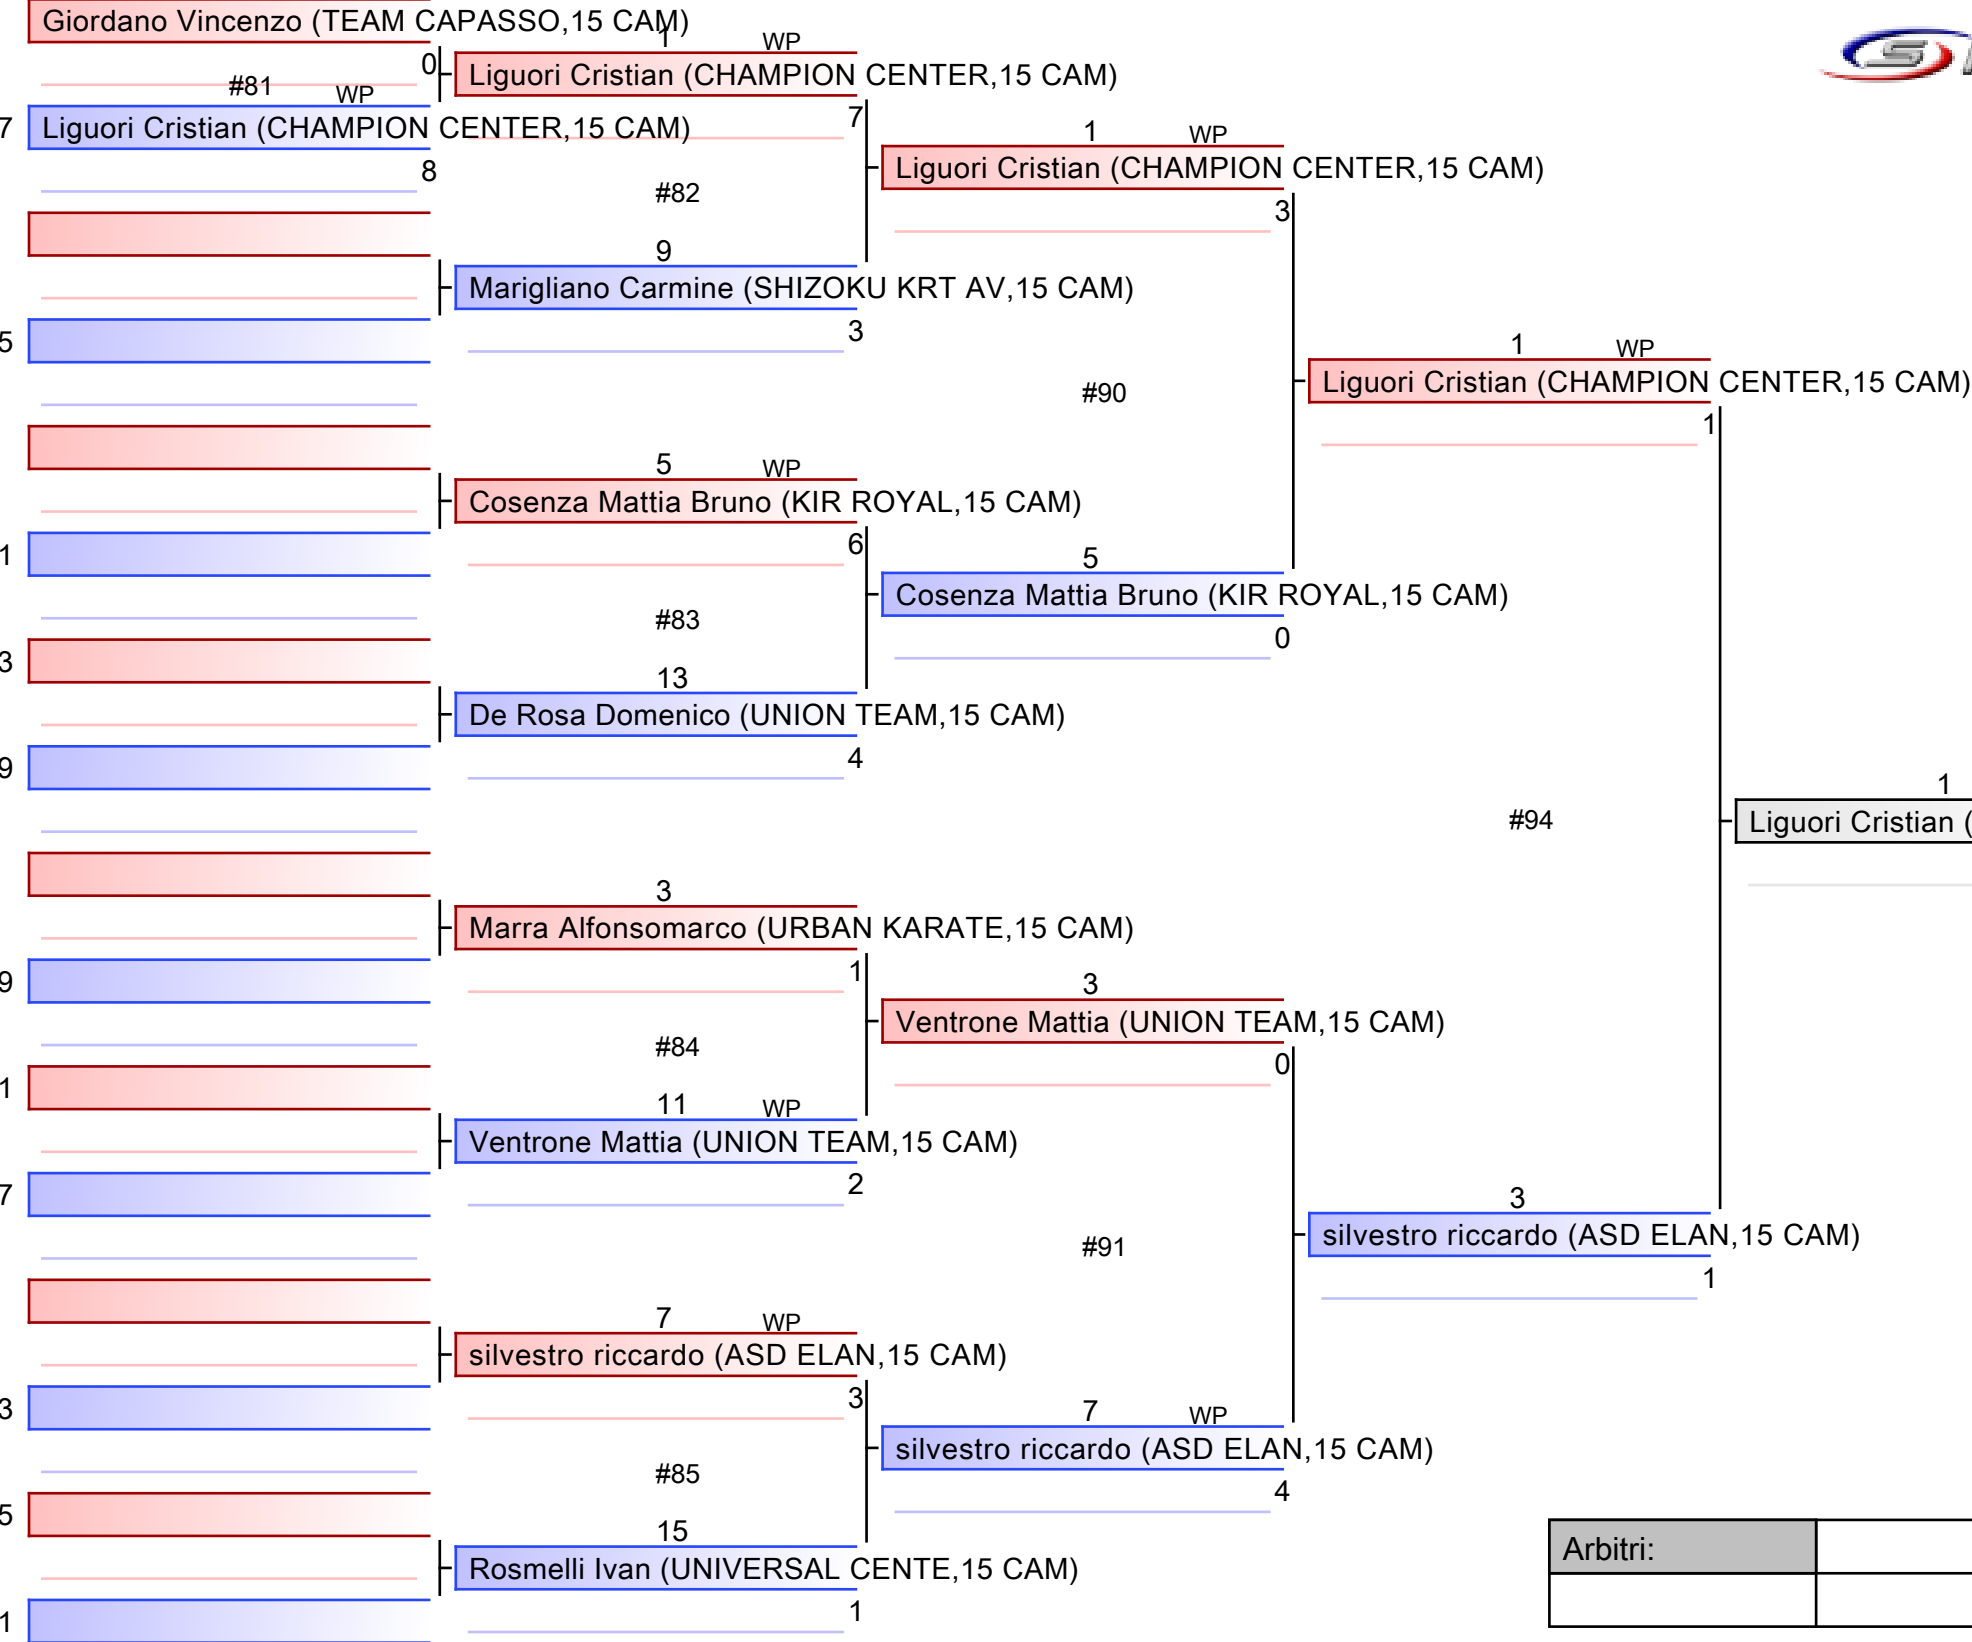 Giordano Vincenzo (TEAM CAPASSO,15 CAM)
0
1 WP
Liguori Cristian (CHAMPION CENTER,15 CAM)
7
#81 WP
7 Liguori Cristian (CHAMPION CENTER,15 CAM)
8
1 WP
Liguori Cristian (CHAMPION CENTER,15 CAM)
3
#82
9
Marigliano Carmine (SHIZOKU KRT AV,15 CAM)
3
5
1 WP
Liguori Cristian (CHAMPION CENTER,15 CAM)
1
#90
5 WP
Cosenza Mattia Bruno (KIR ROYAL,15 CAM)
6
1
5
Cosenza Mattia Bruno (KIR ROYAL,15 CAM)
0
#83
3
13
De Rosa Domenico (UNION TEAM,15 CAM)
4
9
1
Liguori Cristian (
#94
3
Marra Alfonsomarco (URBAN KARATE,15 CAM)
1
9
3
Ventrone Mattia (UNION TEAM,15 CAM)
0
#84
1
11 WP
Ventrone Mattia (UNION TEAM,15 CAM)
2
7
3
silvestro riccardo (ASD ELAN,15 CAM)
1
#91
7 WP
silvestro riccardo (ASD ELAN,15 CAM)
3
3
7 WP
silvestro riccardo (ASD ELAN,15 CAM)
4
#85
5
15
Rosmelli Ivan (UNIVERSAL CENTE,15 CAM)
1
1
Arbitri: